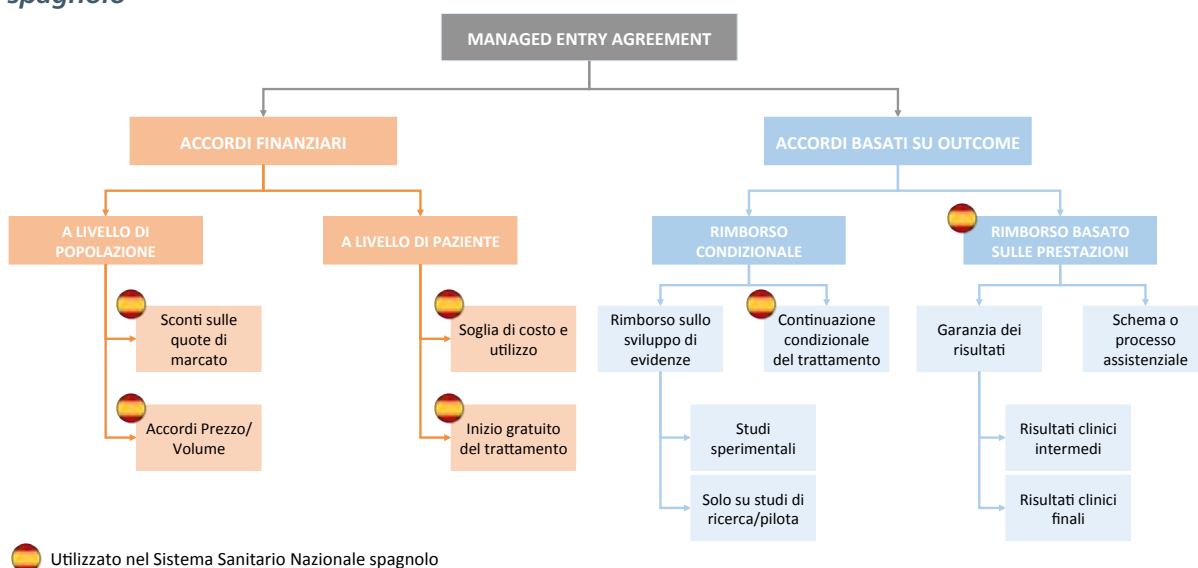 spagnolo
MANAGED ENTRY AGREEMENT
ACCORDI FINANZIARI
ACCORDI BASATI SU OUTCOME
A LIVELLO DI
POPOLAZIONE
A LIVELLO DI PAZIENTE
RIMBORSO
CONDIZIONALE
RIMBORSO BASATO
SULLE PRESTAZIONI
Sconti sulle
quote di
marcato
Soglia di costo e
utilizzo
Rimborso sullo
sviluppo di
evidenze
Continuazione
condizionale
del trattamento
Garanzia dei
risultati
Schema o
processo
assistenziale
Accordi Prezzo/
Volume
Inizio gratuito
del trattamento
Studi
sperimentali
Risultati clinici
intermedi
Solo su studi di
ricerca/pilota
Risultati clinici
finali
Utilizzato nel Sistema Sanitario Nazionale spagnolo